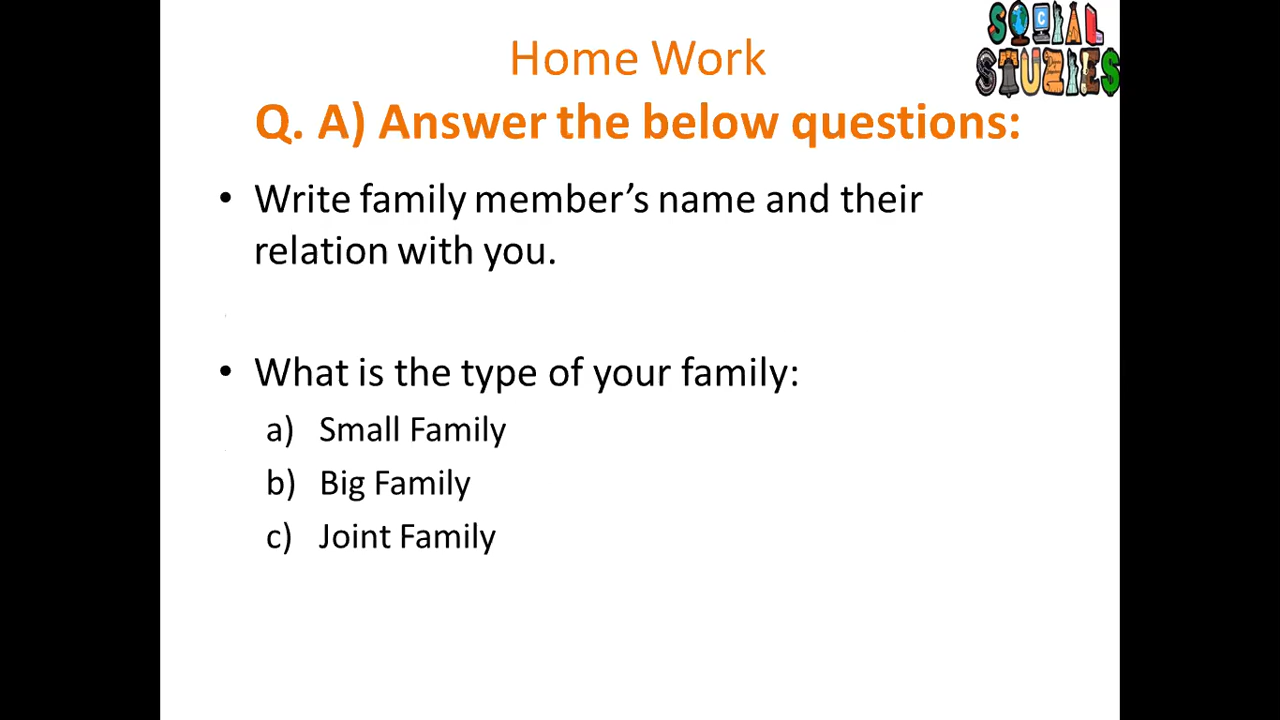 SOCIAL
STUDIES
Home Work
Q. A) Answer the below questions:
• Write family member’s name and their
relation with you.
• What is the type of your family:
a) Small Family
b) Big Family
c) Joint Family